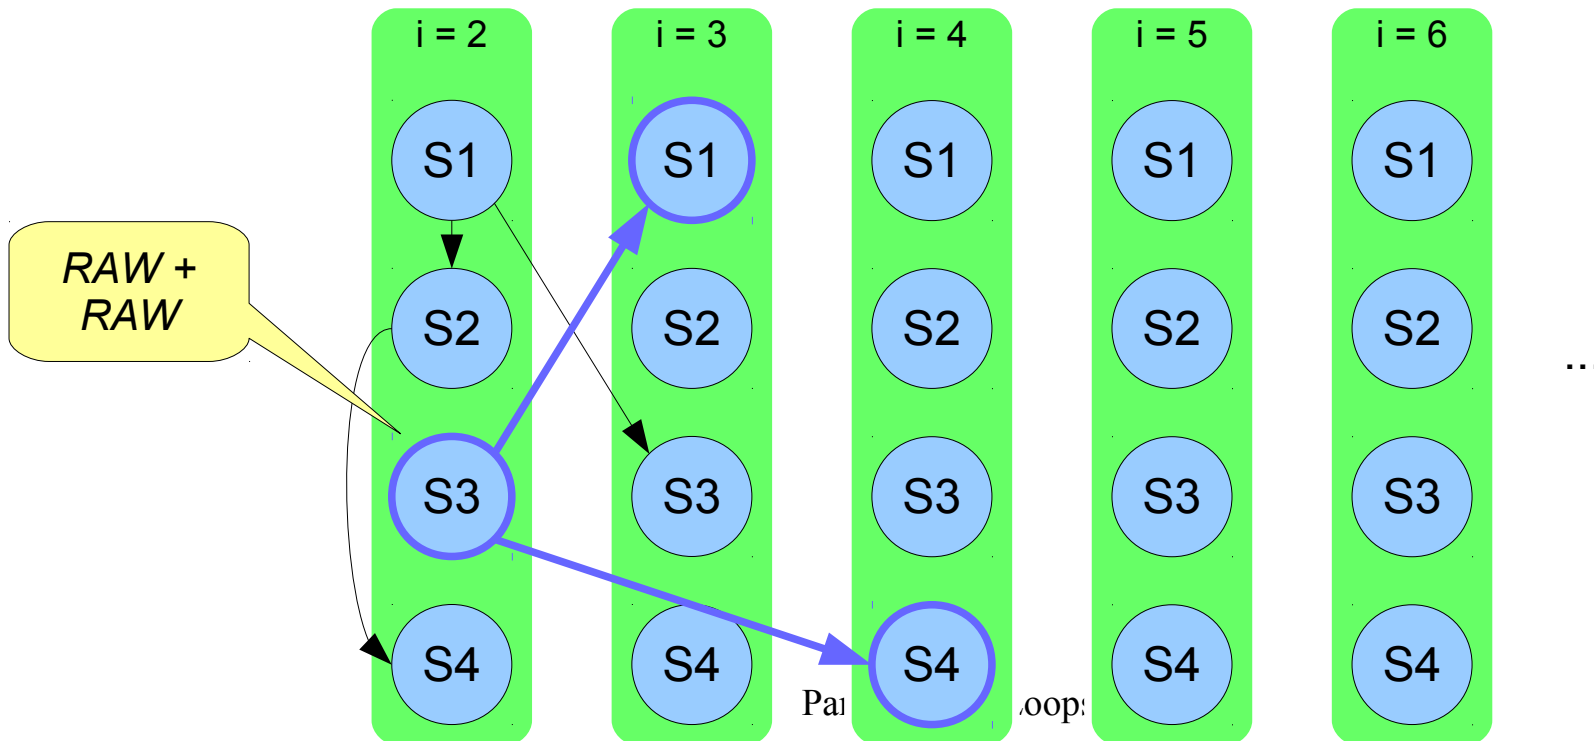 i = 2 i = 3 i = 4 i = 5 i = 6
S1 S1 S1 S1 S1
RAW +
RAW
S2 S2 S2 S2 S2
...
S3 S3 S3 S3 S3
S4 S4 S4 S4 S4